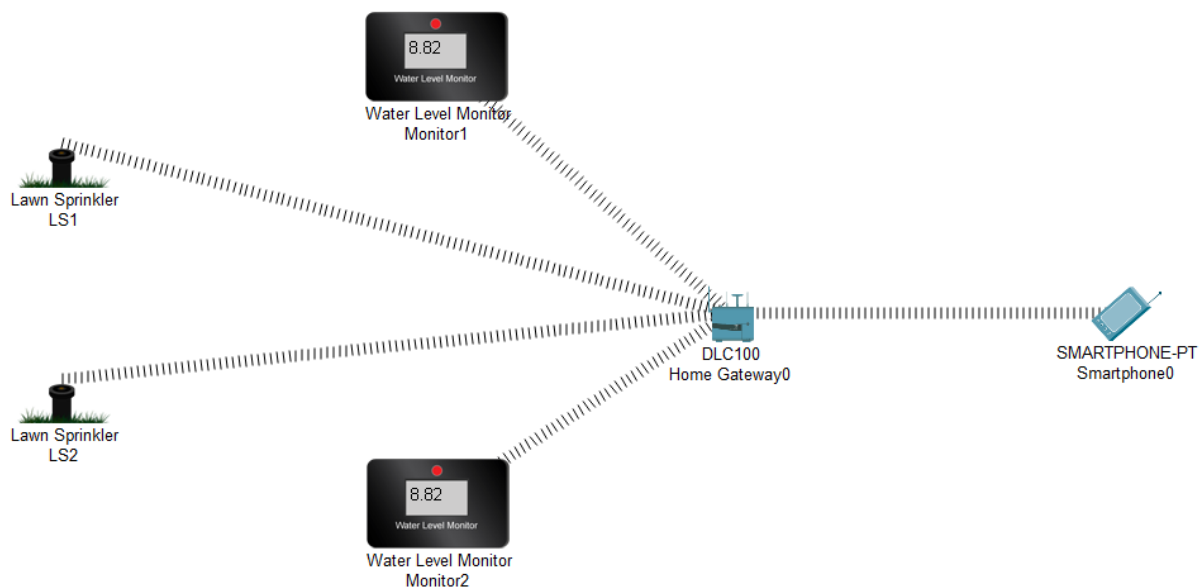 8.82
Water Level Monitor
Water Level Monitor
Monitor1
Lawn Sprinkler
LS1
DLC100
Home Gateway0
SMARTPHONE-PT
Smartphone0
Lawn Sprinkler
LS2
8.82
Water Level Monitor
Water Level Monitor
Monitor2